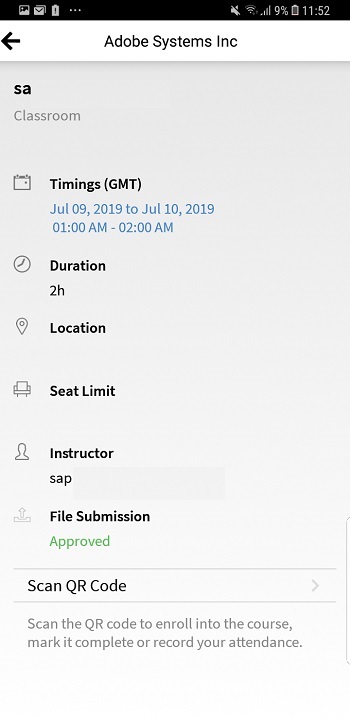 9% 11:52
Adobe Systems Inc
sa
Classroom
Timings (GMT)
Jul 09, 2019 to Jul 10, 2019
01:00 AM - 02:00 AM
Duration
2h
Location
Seat Limit
Instructor
sap
File Submission
Approved
Scan QR Code
Scan the QR code to enroll into the course,
mark it complete or record your attendance.